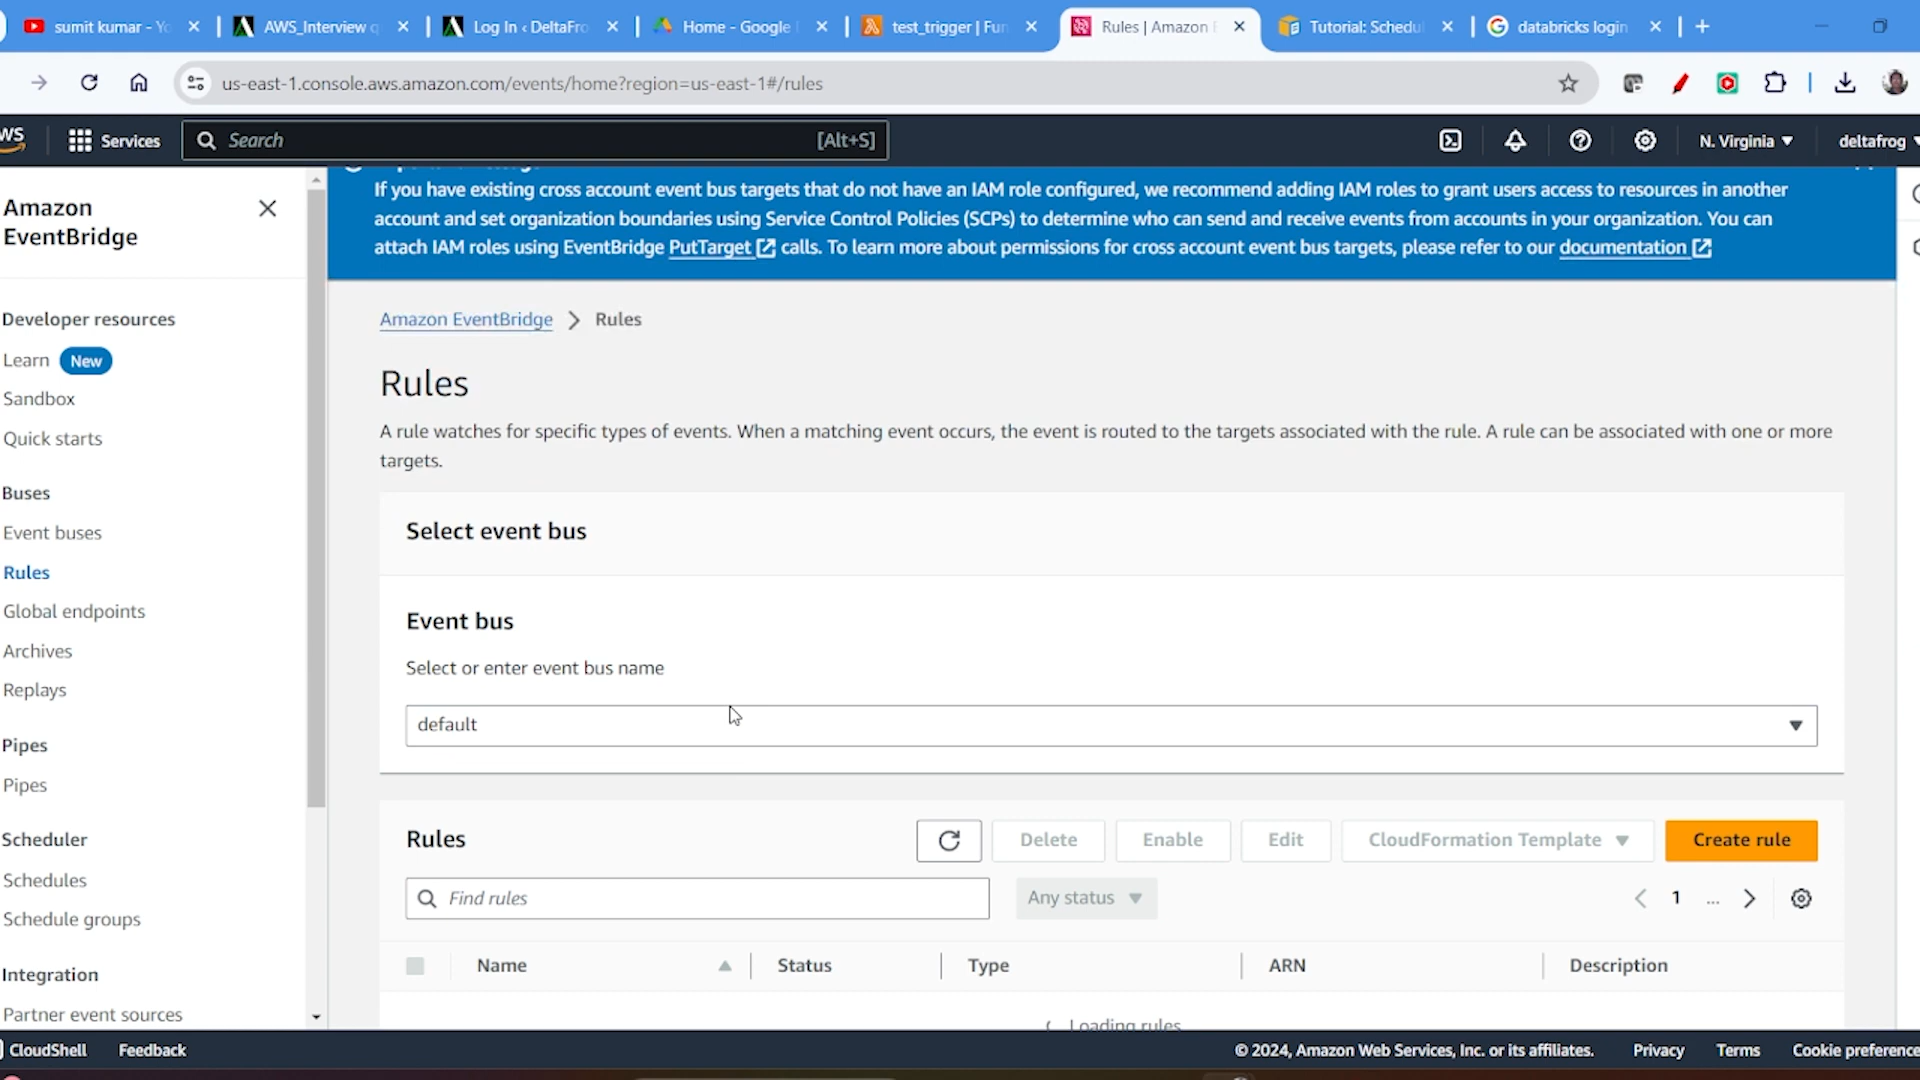 sumit kumar - Yo
AWS_Interview q
Log In ‹ DeltaFro
Home - Google
test_trigger | Fun
Rules | Amazon E
Tutorial: Schedul
databricks login
us-east-1.console.aws.amazon.com/events/home?region=us-east-1#/rules
Services
Search
[Alt+S]
N. Virginia
deltafrog
If you have existing cross account event bus targets that do not have an IAM role configured, we recommend adding IAM roles to grant users access to resources in another
account and set organization boundaries using Service Control Policies (SCPs) to determine who can send and receive events from accounts in your organization. You can
attach IAM roles using EventBridge PutTarget calls. To learn more about permissions for cross account event bus targets, please refer to our documentation
Amazon
EventBridge
Developer resources
Learn New
Sandbox
Quick starts
Buses
Event buses
Rules
Global endpoints
Archives
Replays
Pipes
Pipes
Scheduler
Schedules
Schedule groups
Integration
Partner event sources
Amazon EventBridge > Rules
Rules
A rule watches for specific types of events. When a matching event occurs, the event is routed to the targets associated with the rule. A rule can be associated with one or more
targets.
Select event bus
Event bus
Select or enter event bus name
default
Rules
Delete
Enable
Edit
CloudFormation Template
Create rule
Find rules
Any status
1 ...
Name
Status
Type
ARN
Description
Loading rules
CloudShell
Feedback
© 2024, Amazon Web Services, Inc. or its affiliates.
Privacy
Terms
Cookie preference